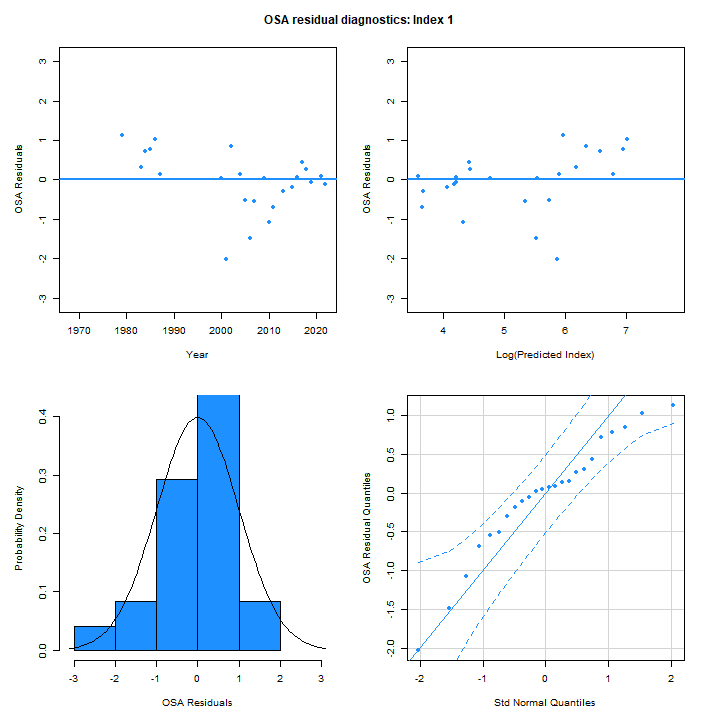 OSA residual diagnostics: Index 1
3
2
1
0
-1
-2
-3
OSA Residuals
1970 1980 1990 2000 2010 2020
Year
3
2
1
0
-1
-2
-3
OSA Residuals
4 5 6 7
Log(Predicted Index)
0.4
0.3
0.2
0.1
0.0
Probability Density
-3 -2 -1 0 1 2 3
OSA Residuals
1.0
0.5
0.0
-0.5
-1.0
-1.5
-2.0
OSA Residual Quantiles
-2 -1 0 1 2
Std Normal Quantiles